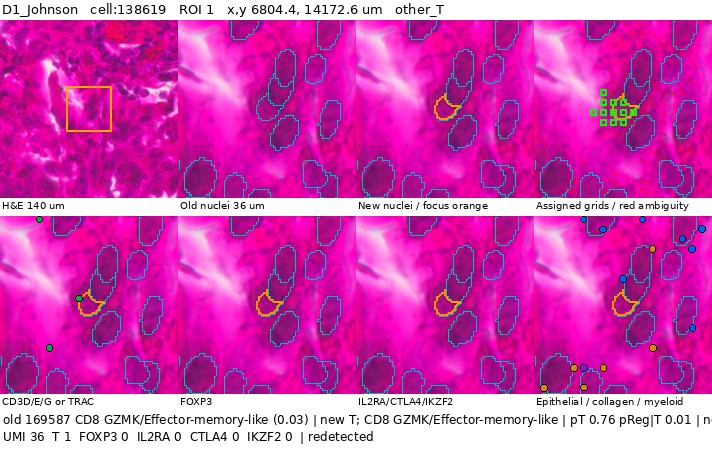 D1_Johnson   cell:138619   ROI 1   x,y 6804.4, 14172.6 um   other_T
H&E 140 um
Old nuclei 36 um
New nuclei / focus orange
Assigned grids / red ambiguity
CD3D/E/G or TRAC
FOXP3
IL2RA/CTLA4/IKZF2
Epithelial / collagen / myeloid
old 169587 CD8 GZMK/Effector-memory-like (0.03) | new T; CD8 GZMK/Effector-memory-like | pT 0.76 pReg|T 0.01 |
UMI 36  T 1  FOXP3 0  IL2RA 0  CTLA4 0  IKZF2 0  | redetected